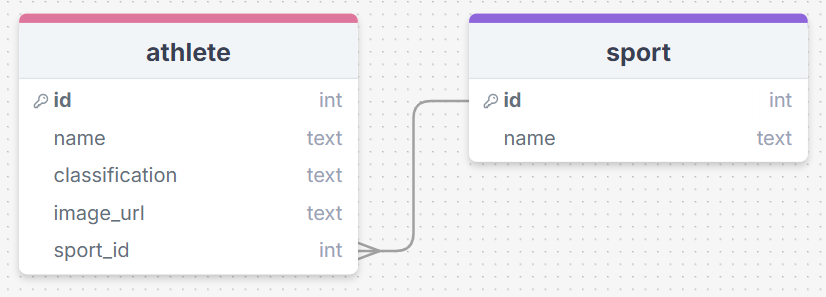 athlete
id int
name text
classification text
image_url text
sport_id int
sport
id int
name text